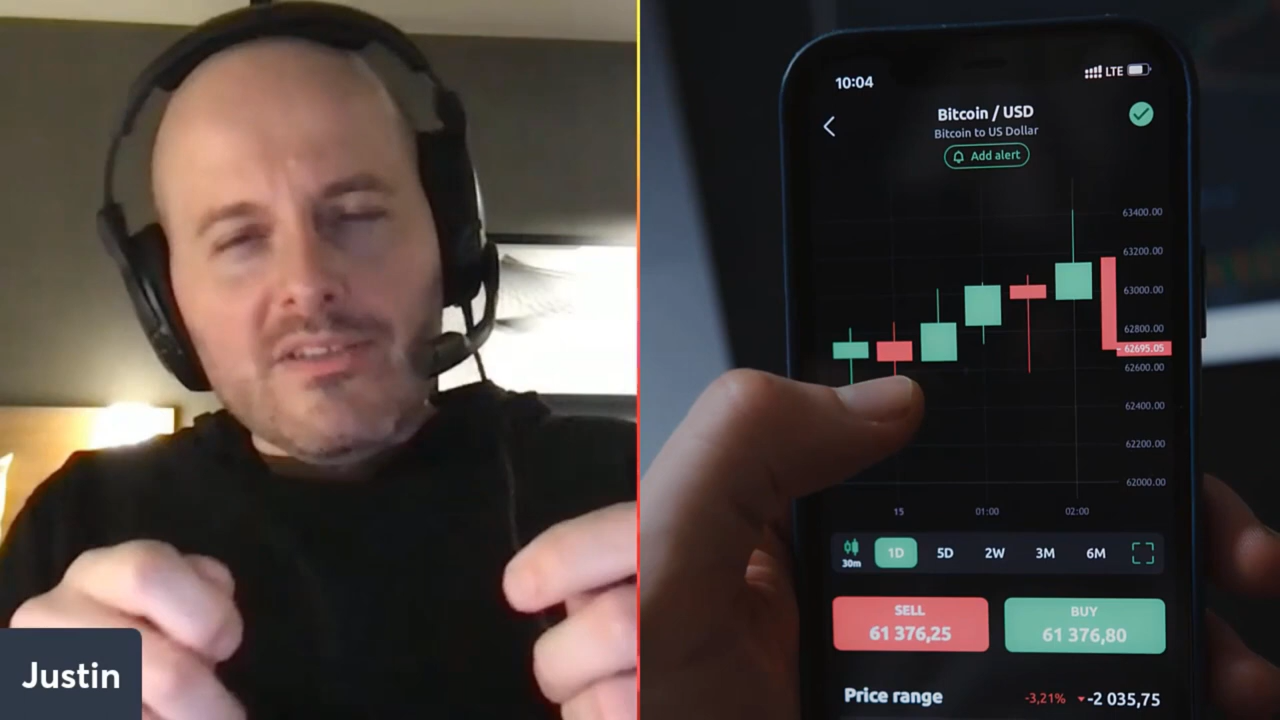 Justin
10:04
LTE
Bitcoin / USD
Bitcoin to US Dollar
Add alert
63400.00
63200.00
63000.00
62800.00
62695.05
62600.00
62400.00
62200.00
62000.00
15 01:00 02:00
30m 1D 5D 2W 3M 6M
SELL BUY
61 376,25 61 376,80
Price range -3,21% -2 035,75